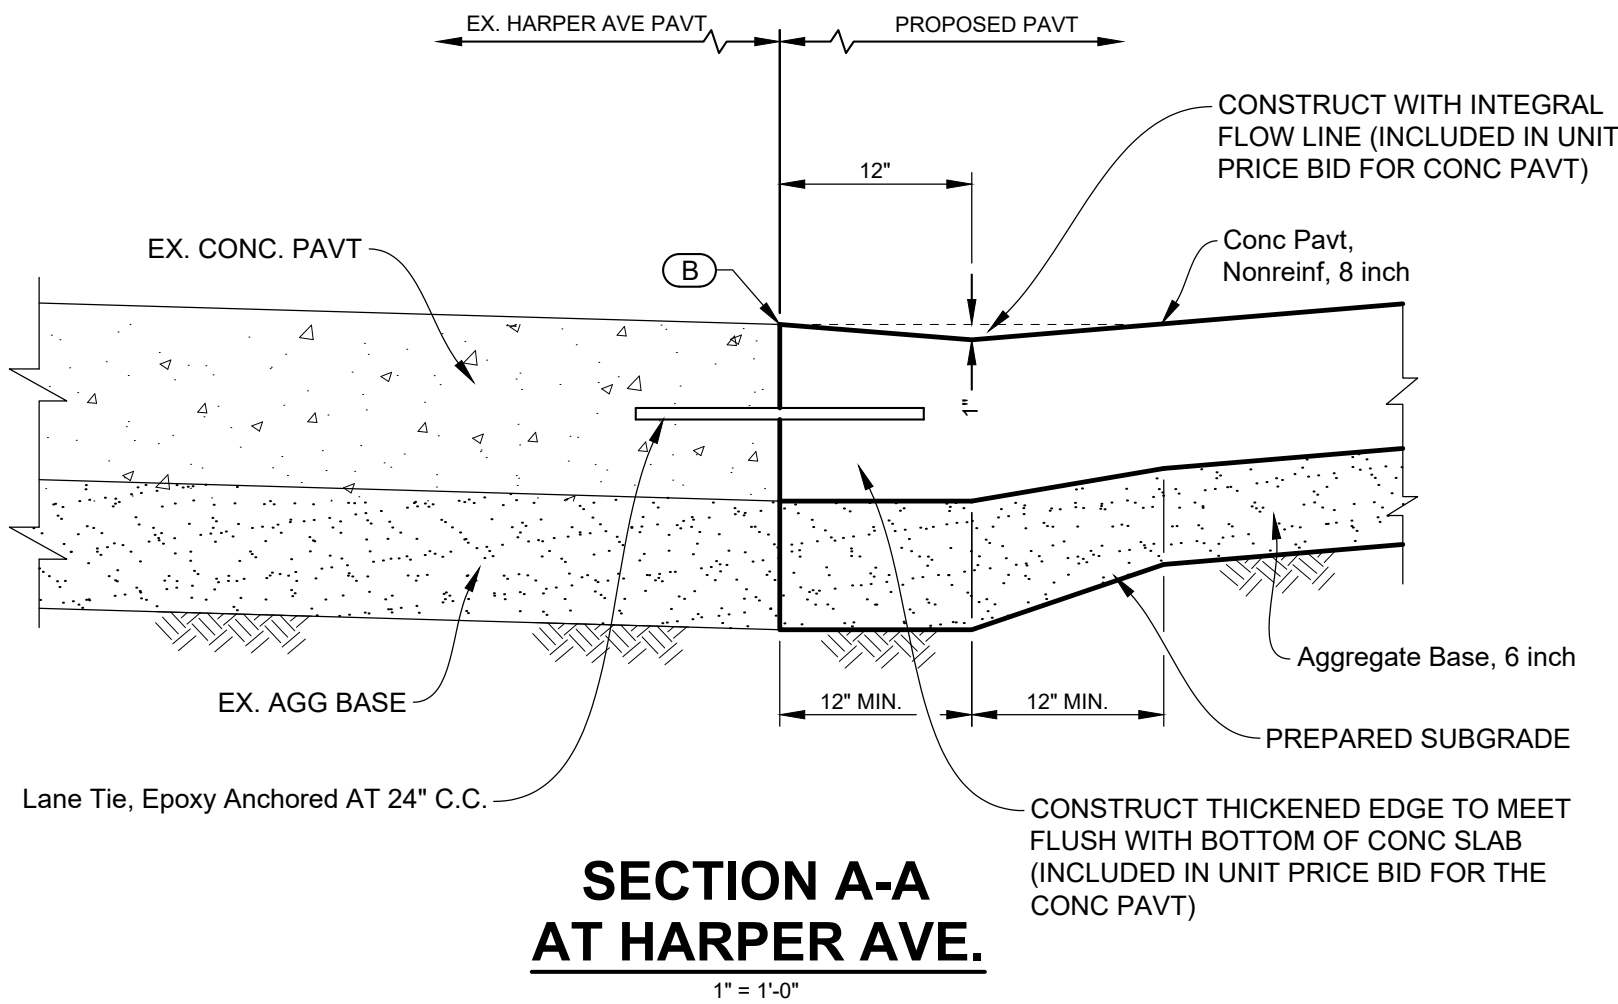 EX. HARPER AVE PAVT
PROPOSED PAVT
CONSTRUCT WITH INTEGRAL
FLOW LINE (INCLUDED IN UNIT
PRICE BID FOR CONC PAVT)
12"
EX. CONC. PAVT
B
Conc Pavt,
Nonreinf, 8 inch
1"
Aggregate Base, 6 inch
EX. AGG BASE
12" MIN.
12" MIN.
PREPARED SUBGRADE
Lane Tie, Epoxy Anchored AT 24" C.C.
CONSTRUCT THICKENED EDGE TO MEET
FLUSH WITH BOTTOM OF CONC SLAB
(INCLUDED IN UNIT PRICE BID FOR THE
CONC PAVT)
SECTION A-A
AT HARPER AVE.
1" = 1'-0"